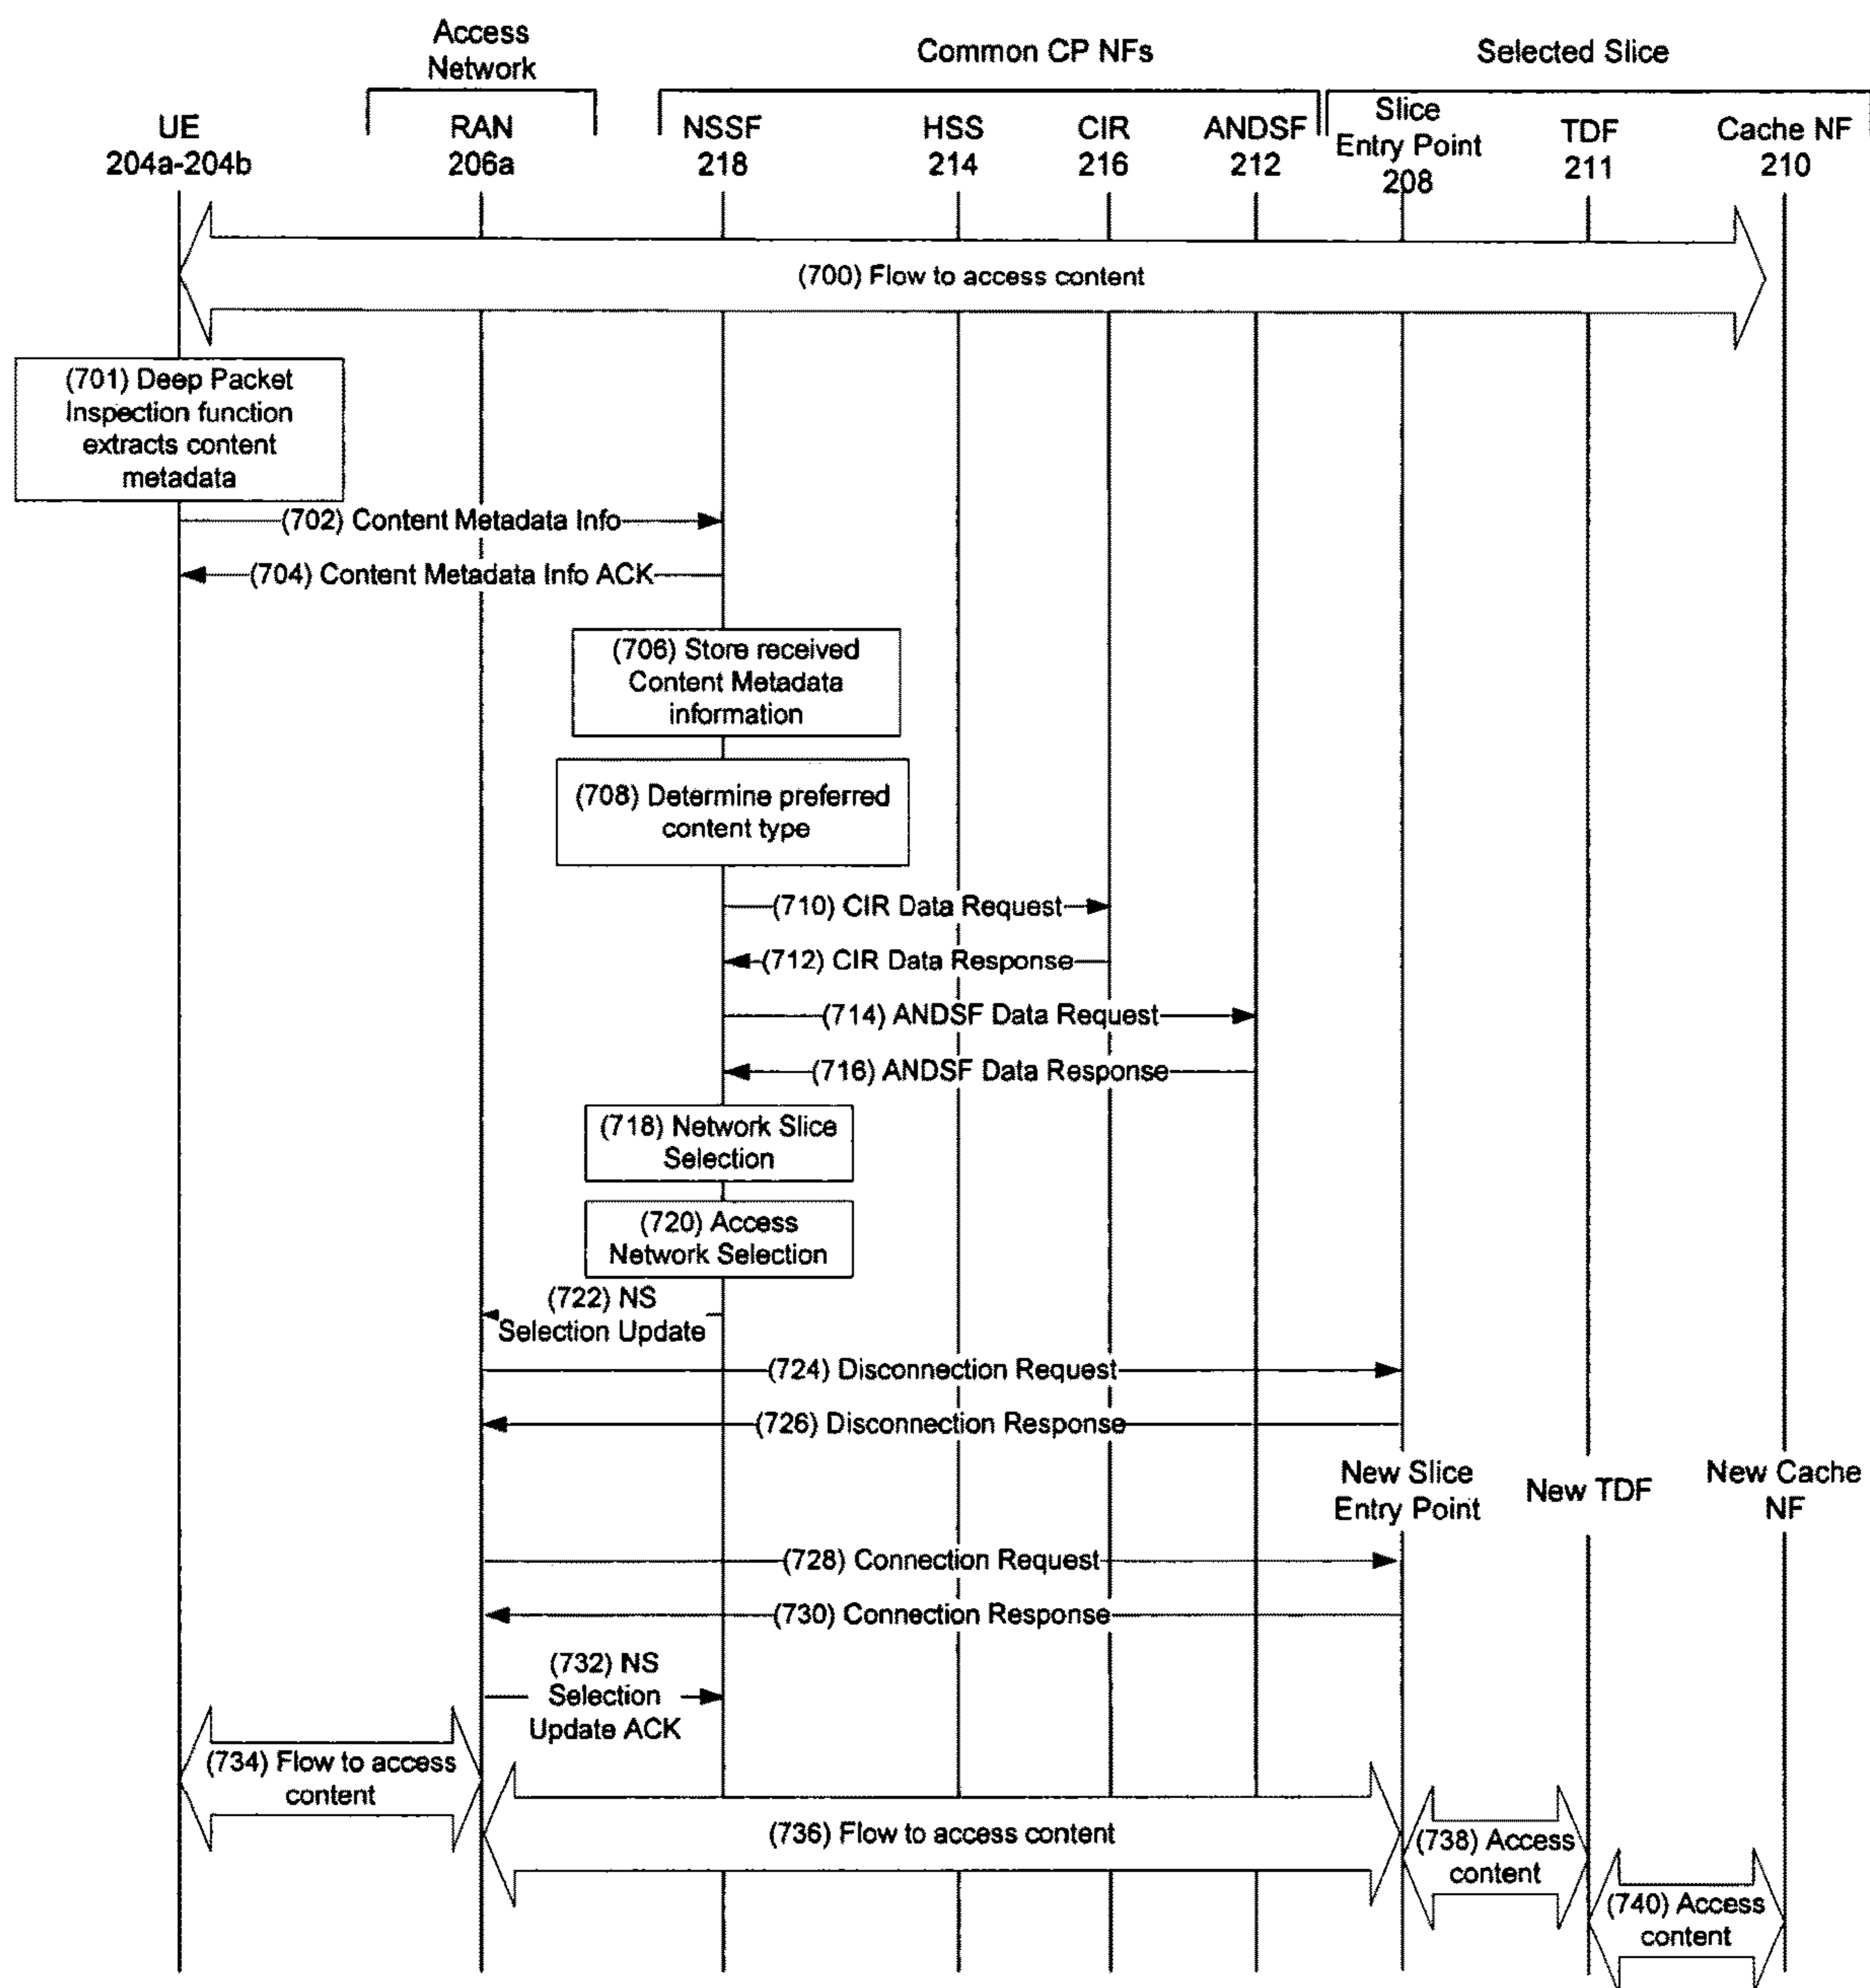 Access
Network
Common CP NFs
Selected Slice
UE
204a-204b
RAN
206a
NSSF
218
HSS
214
CIR
216
ANDSF
212
Slice
Entry Point
208
TDF
211
Cache NF
210
(700) Flow to access content
(701) Deep Packet
Inspection function
extracts content
metadata
(702) Content Metadata Info
(704) Content Metadata Info ACK
(706) Store received
Content Metadata
information
(708) Determine preferred
content type
(710) CIR Data Request
(712) CIR Data Response
(714) ANDSF Data Request
(716) ANDSF Data Response
(718) Network Slice
Selection
(720) Access
Network Selection
(722) NS
Selection Update
(724) Disconnection Request
(726) Disconnection Response
New Slice
Entry Point
New TDF
New Cache
NF
(728) Connection Request
(730) Connection Response
(732) NS
Selection
Update ACK
(734) Flow to access
content
(736) Flow to access content
(738) Access
content
(740) Access
content